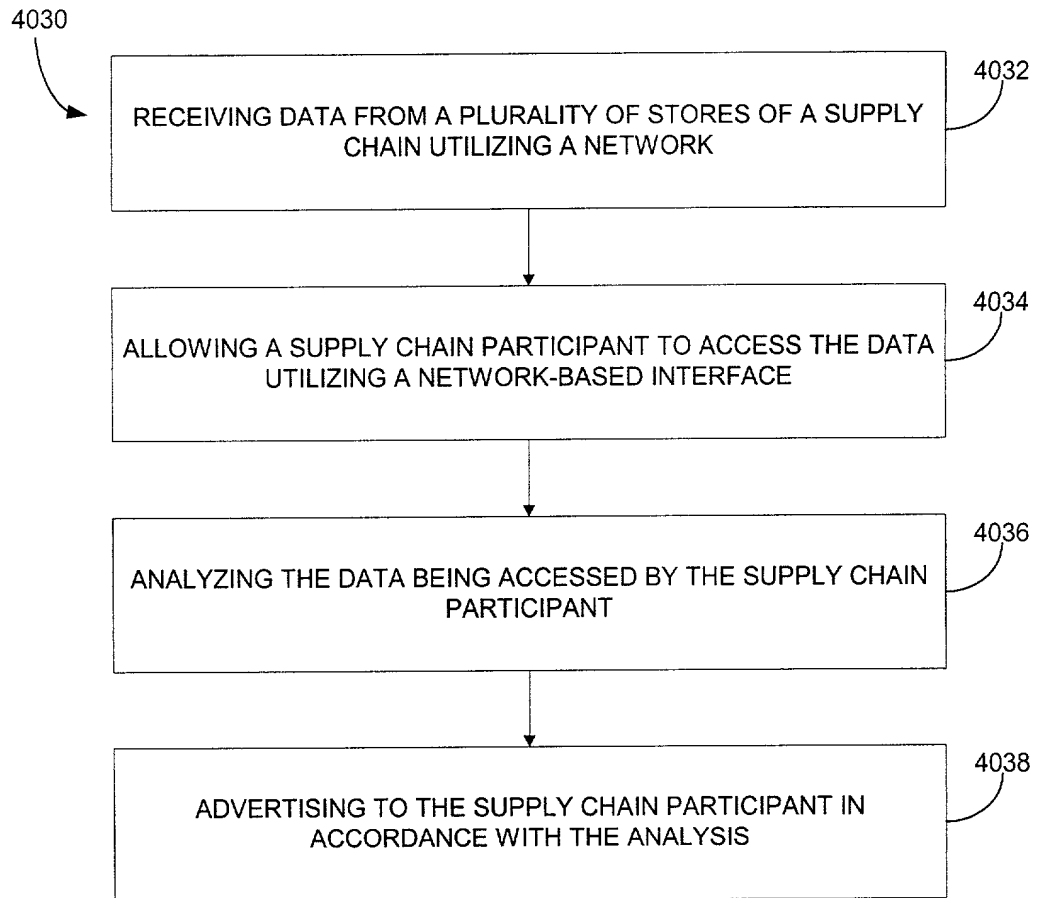 4030
4032
RECEIVING DATA FROM A PLURALITY OF STORES OF A SUPPLY
CHAIN UTILIZING A NETWORK
4034
ALLOWING A SUPPLY CHAIN PARTICIPANT TO ACCESS THE DATA
UTILIZING A NETWORK-BASED INTERFACE
4036
ANALYZING THE DATA BEING ACCESSED BY THE SUPPLY CHAIN
PARTICIPANT
4038
ADVERTISING TO THE SUPPLY CHAIN PARTICIPANT IN
ACCORDANCE WITH THE ANALYSIS